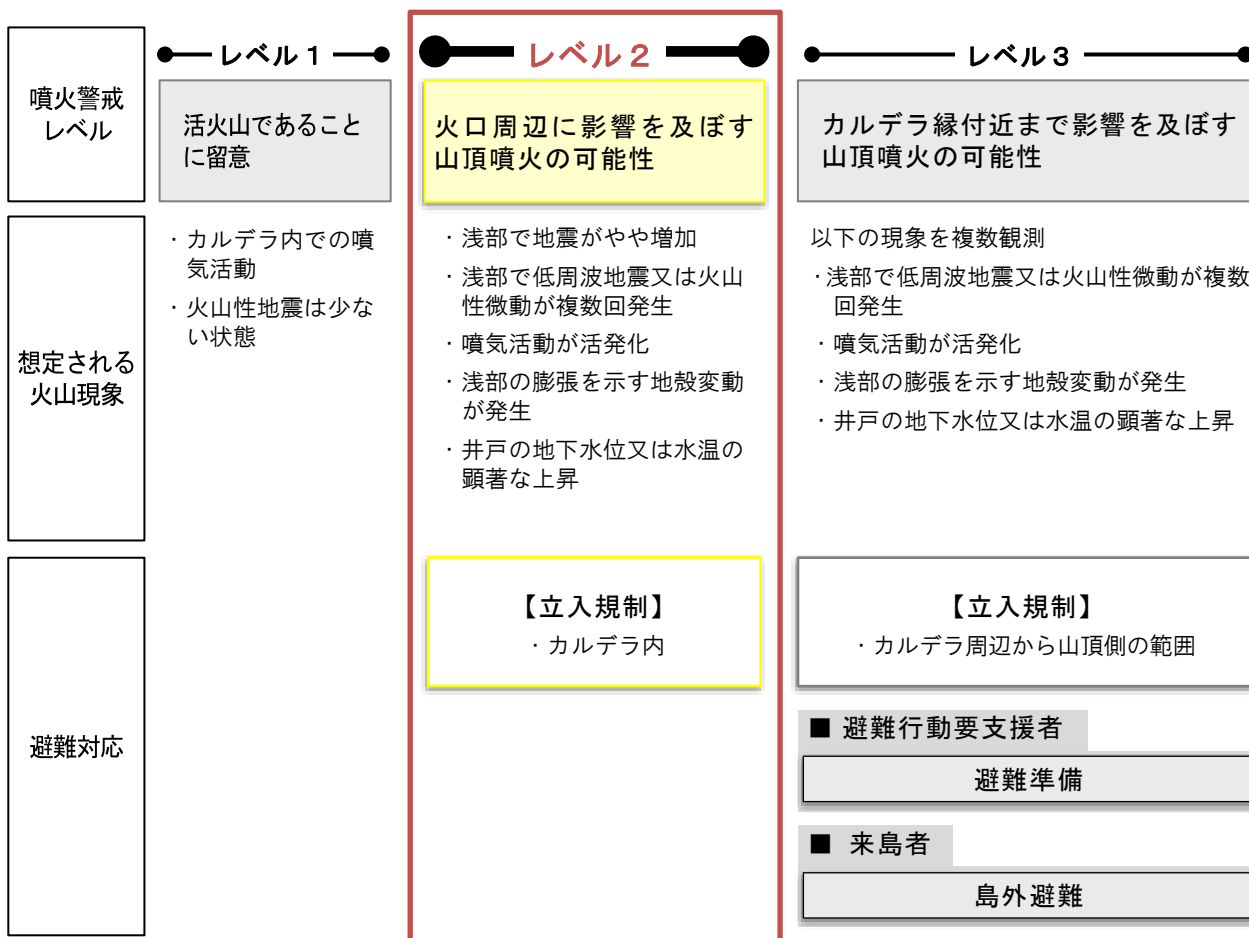 噴火警戒
レベル
レベル１
活火山であること
に留意
レベル２
火口周辺に影響を及ぼす
山頂噴火の可能性
レベル３
カルデラ縁付近まで影響を及ぼす
山頂噴火の可能性
想定される
火山現象
・カルデラ内での噴
気活動
・火山性地震は少な
い状態
・浅部で地震がやや増加
・浅部で低周波地震又は火山
性微動が複数回発生
・噴気活動が活発化
・浅部の膨張を示す地殻変動
が発生
・井戸の地下水位又は水温の
顕著な上昇
以下の現象を複数観測
・浅部で低周波地震又は火山性微動が複数
回発生
・噴気活動が活発化
・浅部の膨張を示す地殻変動が発生
・井戸の地下水位又は水温の顕著な上昇
避難対応
【立入規制】
・カルデラ内
【立入規制】
・カルデラ周辺から山頂側の範囲
■ 避難行動要支援者
避難準備
■ 来島者
島外避難